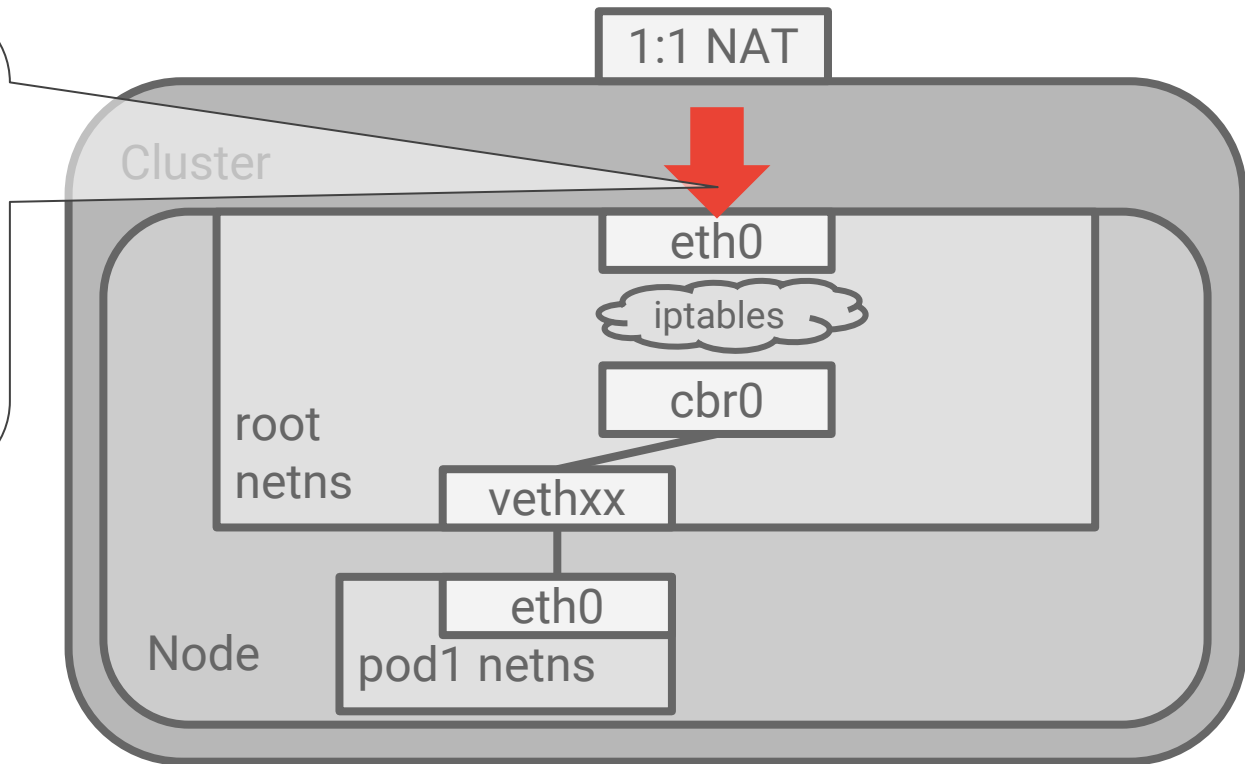 1:1 NAT
Cluster
eth0
iptables
cbr0
root
netns
vethxx
eth0
Node
pod1 netns